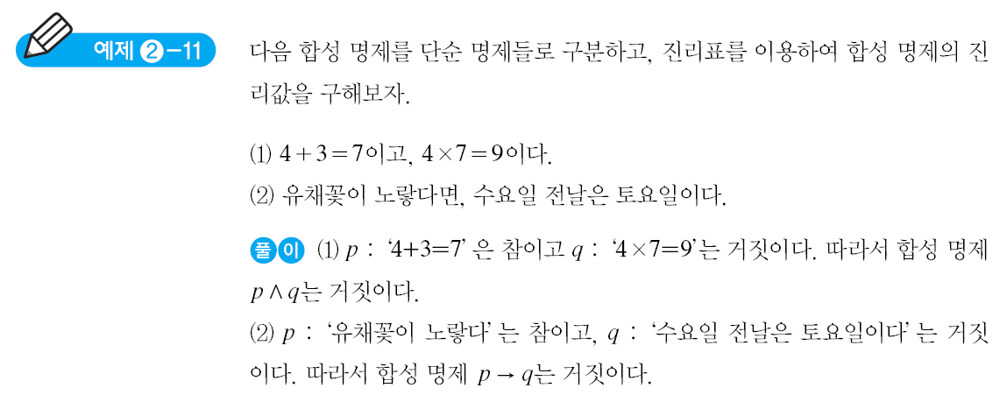 예제 2-11
다음 합성 명제를 단순 명제들로 구분하고, 진리표를 이용하여 합성 명제의 진
리값을 구해보자.
(1) 4+3=7이고, 4×7=9이다.
(2) 유채꽃이 노랗다면, 수요일 전날은 토요일이다.
풀이 (1) p : ‘4+3=7’ 은 참이고 q : ‘4×7=9’는 거짓이다. 따라서 합성 명제
p∧q는 거짓이다.
(2) p : ‘유채꽃이 노랗다’ 는 참이고, q : ‘수요일 전날은 토요일이다’ 는 거짓
이다. 따라서 합성 명제 p → q는 거짓이다.